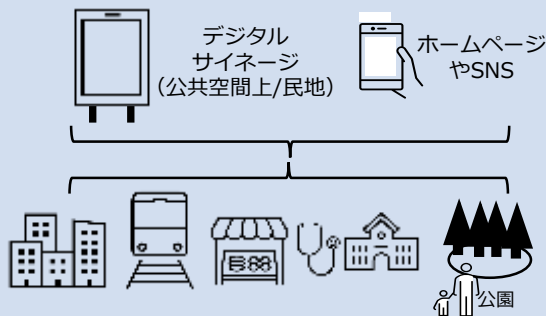 デジタル
サイネージ
（公共空間上/民地）
ホームページ
やSNS
公園